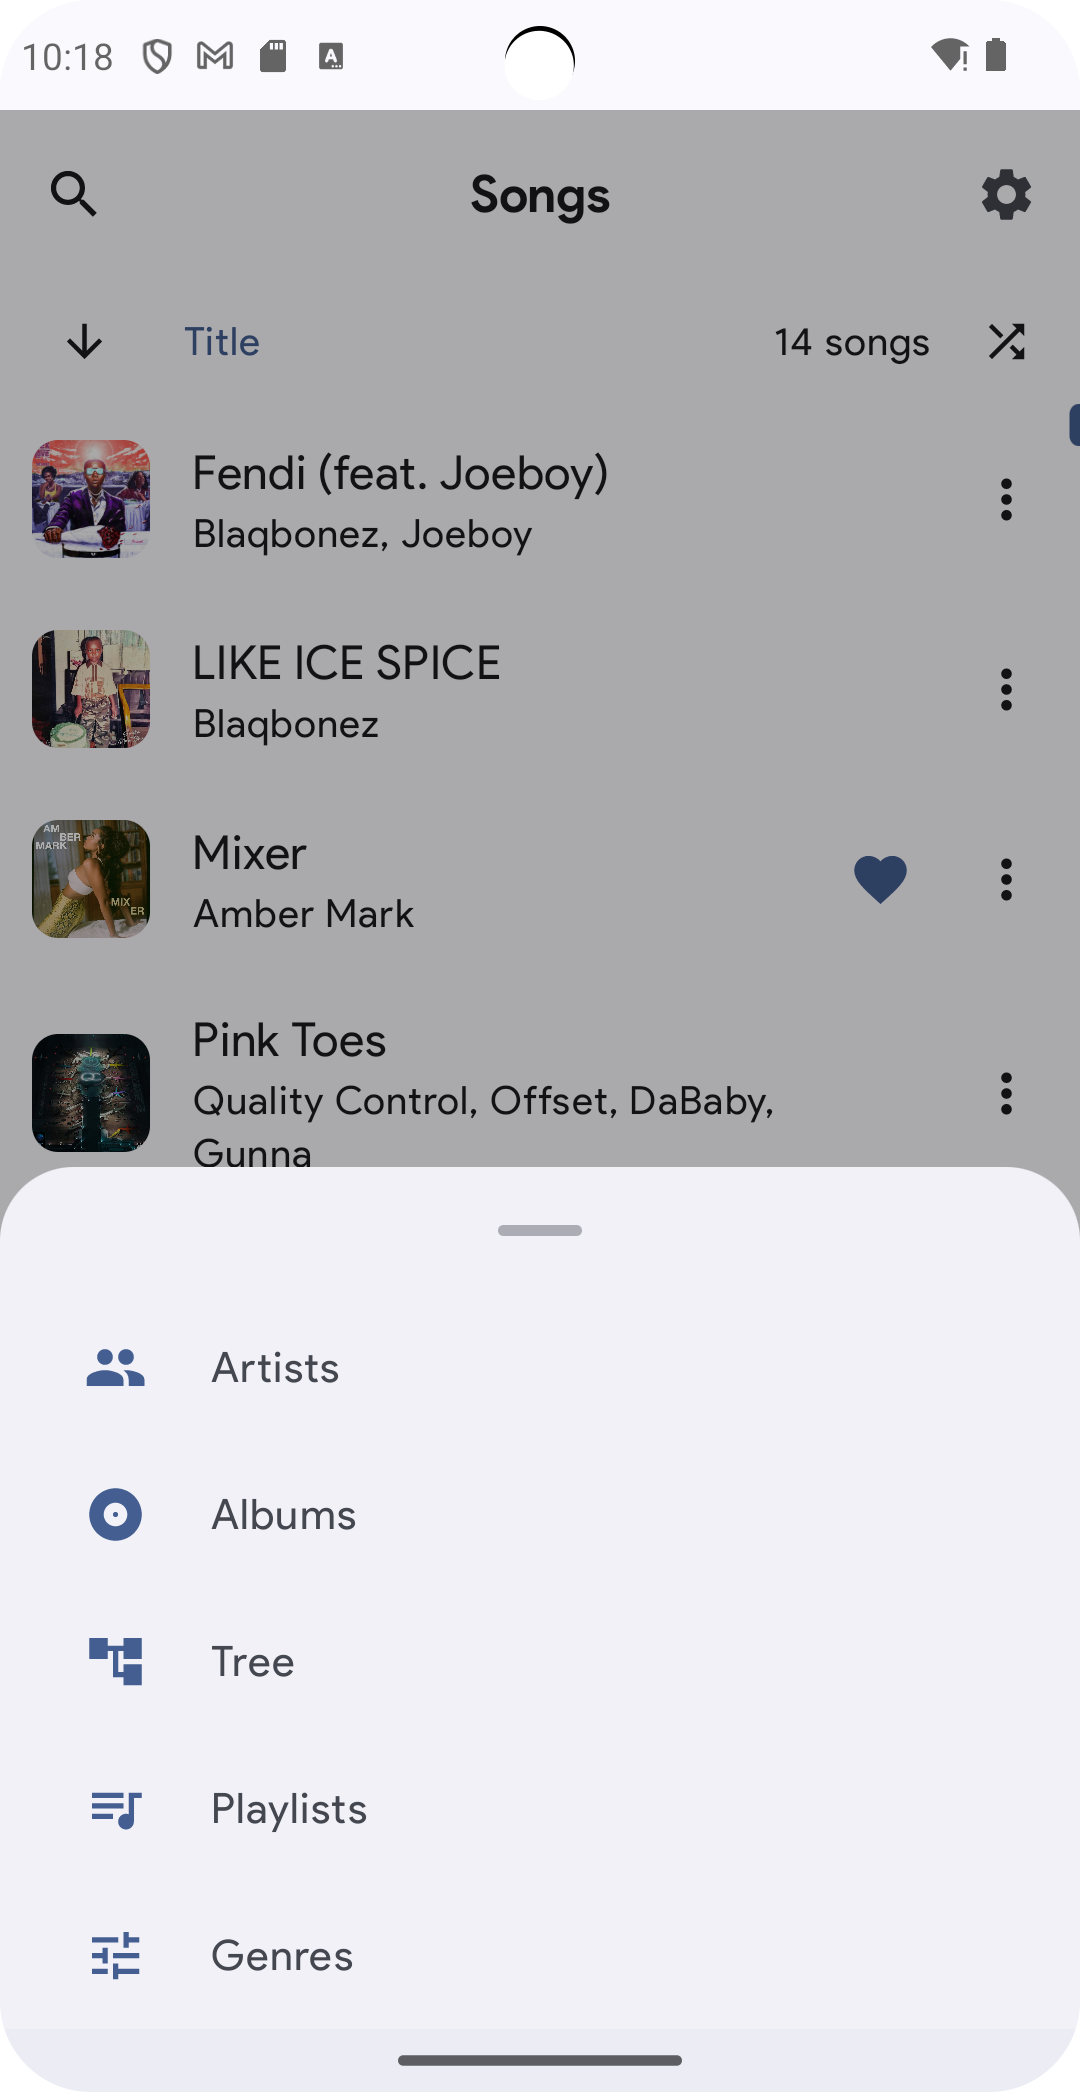 10:18
Songs
Title
14 songs
Fendi (feat. Joeboy)
Blaqbonez, Joeboy
LIKE ICE SPICE
Blaqbonez
AM
BER
MARK
MIX
ER
Mixer
Amber Mark
Pink Toes
Quality Control, Offset, DaBaby,
Gunna
Artists
Albums
Tree
Playlists
Genres